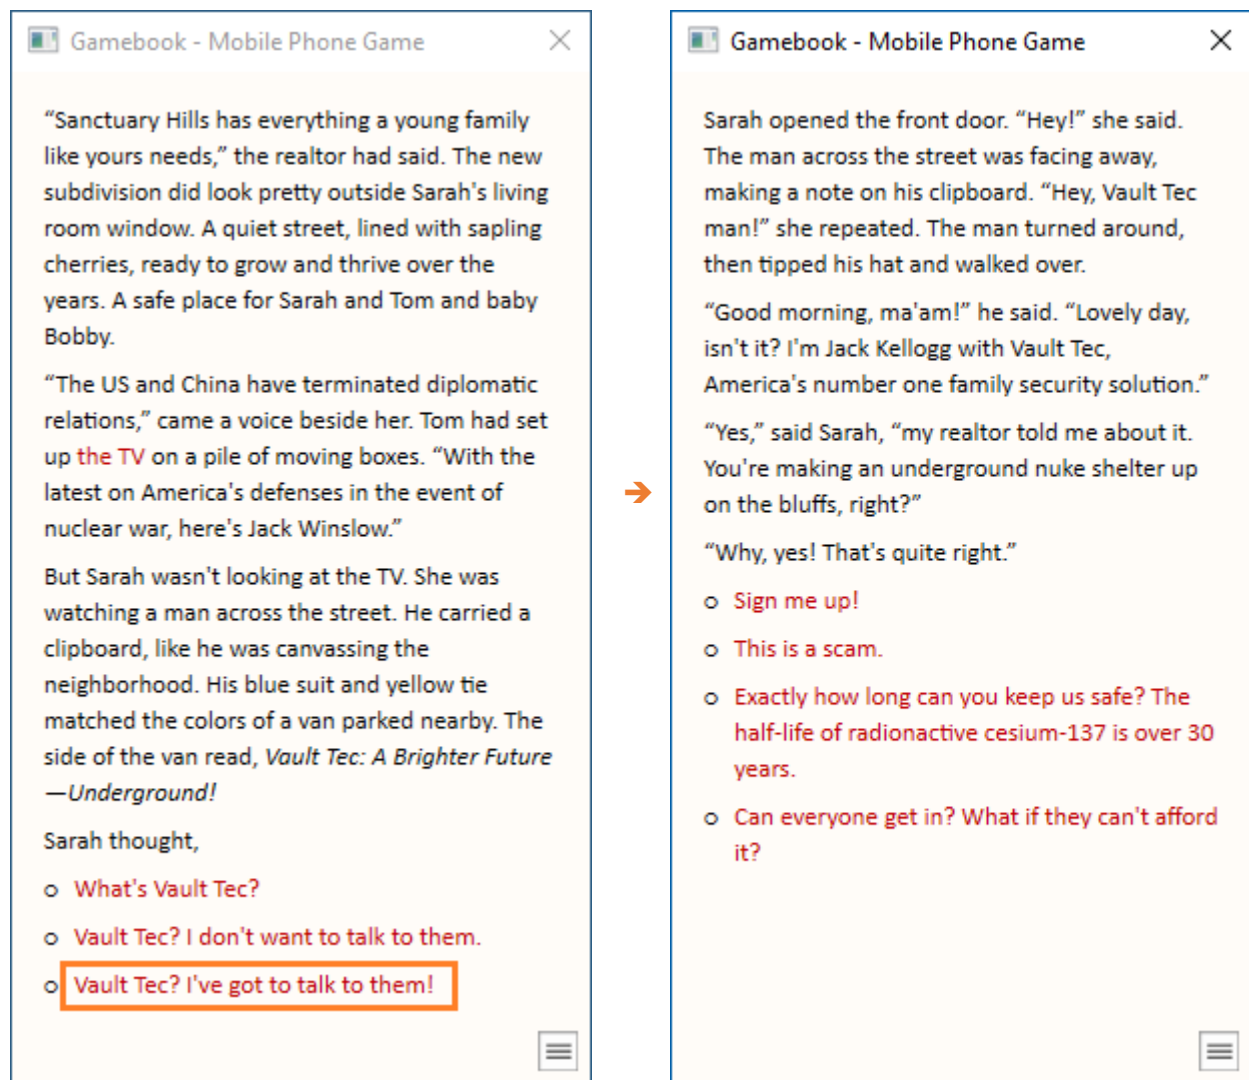 Gamebook - Mobile Phone Game
“Sanctuary Hills has everything a young family
like yours needs,” the realtor had said. The new
subdivision did look pretty outside Sarah's living
room window. A quiet street, lined with sapling
cherries, ready to grow and thrive over the
years. A safe place for Sarah and Tom and baby
Bobby.
“The US and China have terminated diplomatic
relations,” came a voice beside her. Tom had set
up the TV on a pile of moving boxes. “With the
latest on America's defenses in the event of
nuclear war, here's Jack Winslow.”
But Sarah wasn't looking at the TV. She was
watching a man across the street. He carried a
clipboard, like he was canvassing the
neighborhood. His blue suit and yellow tie
matched the colors of a van parked nearby. The
side of the van read, Vault Tec: A Brighter Future
—Underground!
Sarah thought,
What's Vault Tec?
Vault Tec? I don't want to talk to them.
Vault Tec? I've got to talk to them!
Gamebook - Mobile Phone Game
Sarah opened the front door. “Hey!” she said.
The man across the street was facing away,
making a note on his clipboard. “Hey, Vault Tec
man!” she repeated. The man turned around,
then tipped his hat and walked over.
“Good morning, ma'am!” he said. “Lovely day,
isn't it? I'm Jack Kellogg with Vault Tec,
America's number one family security solution.”
“Yes,” said Sarah, “my realtor told me about it.
You're making an underground nuke shelter up
on the bluffs, right?”
“Why, yes! That's quite right.”
Sign me up!
This is a scam.
Exactly how long can you keep us safe? The
half-life of radionactive cesium-137 is over 30
years.
Can everyone get in? What if they can't afford
it?